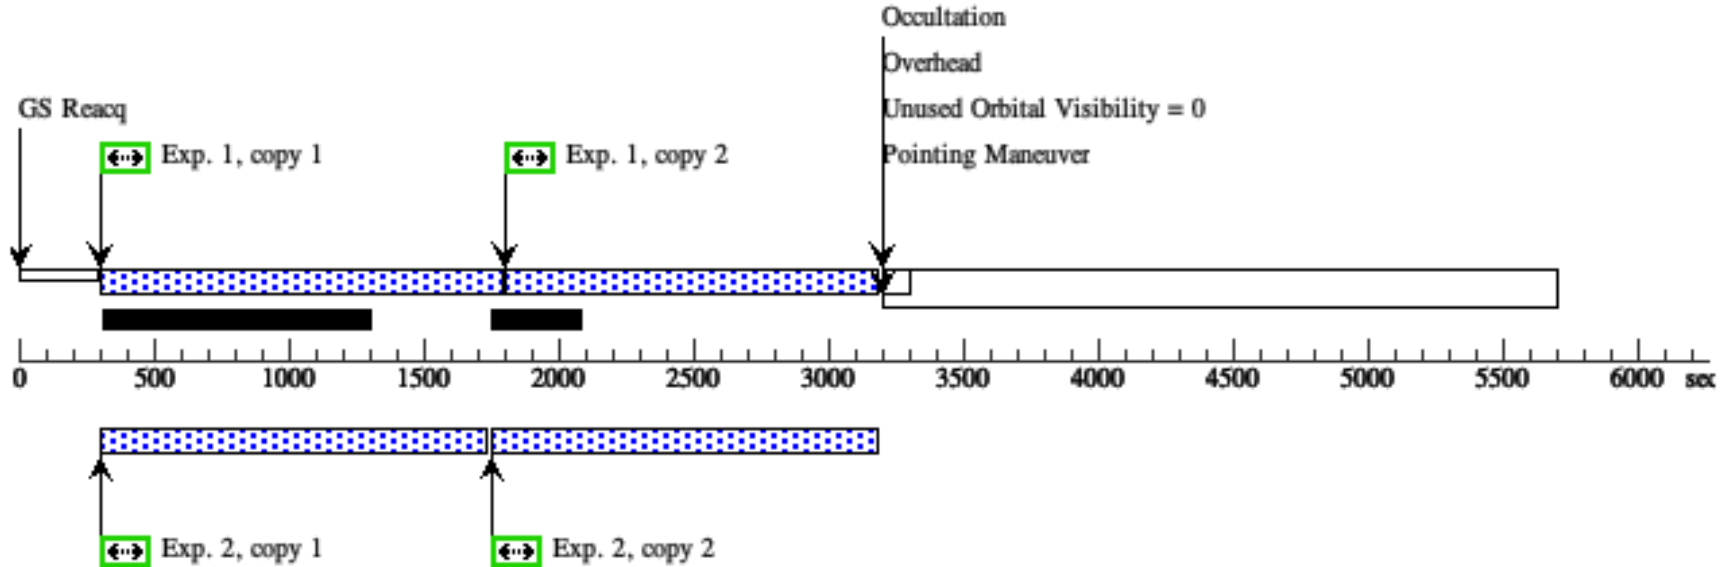 Occultation
Overhead
GS Reacq
Unused Orbital Visibility = 0
Exp. 1, copy 1
Exp. 1, copy 2
Pointing Maneuver
0 500 1000 1500 2000 2500 3000 3500 4000 4500 5000 5500 6000 sec
Exp. 2, copy 1
Exp. 2, copy 2